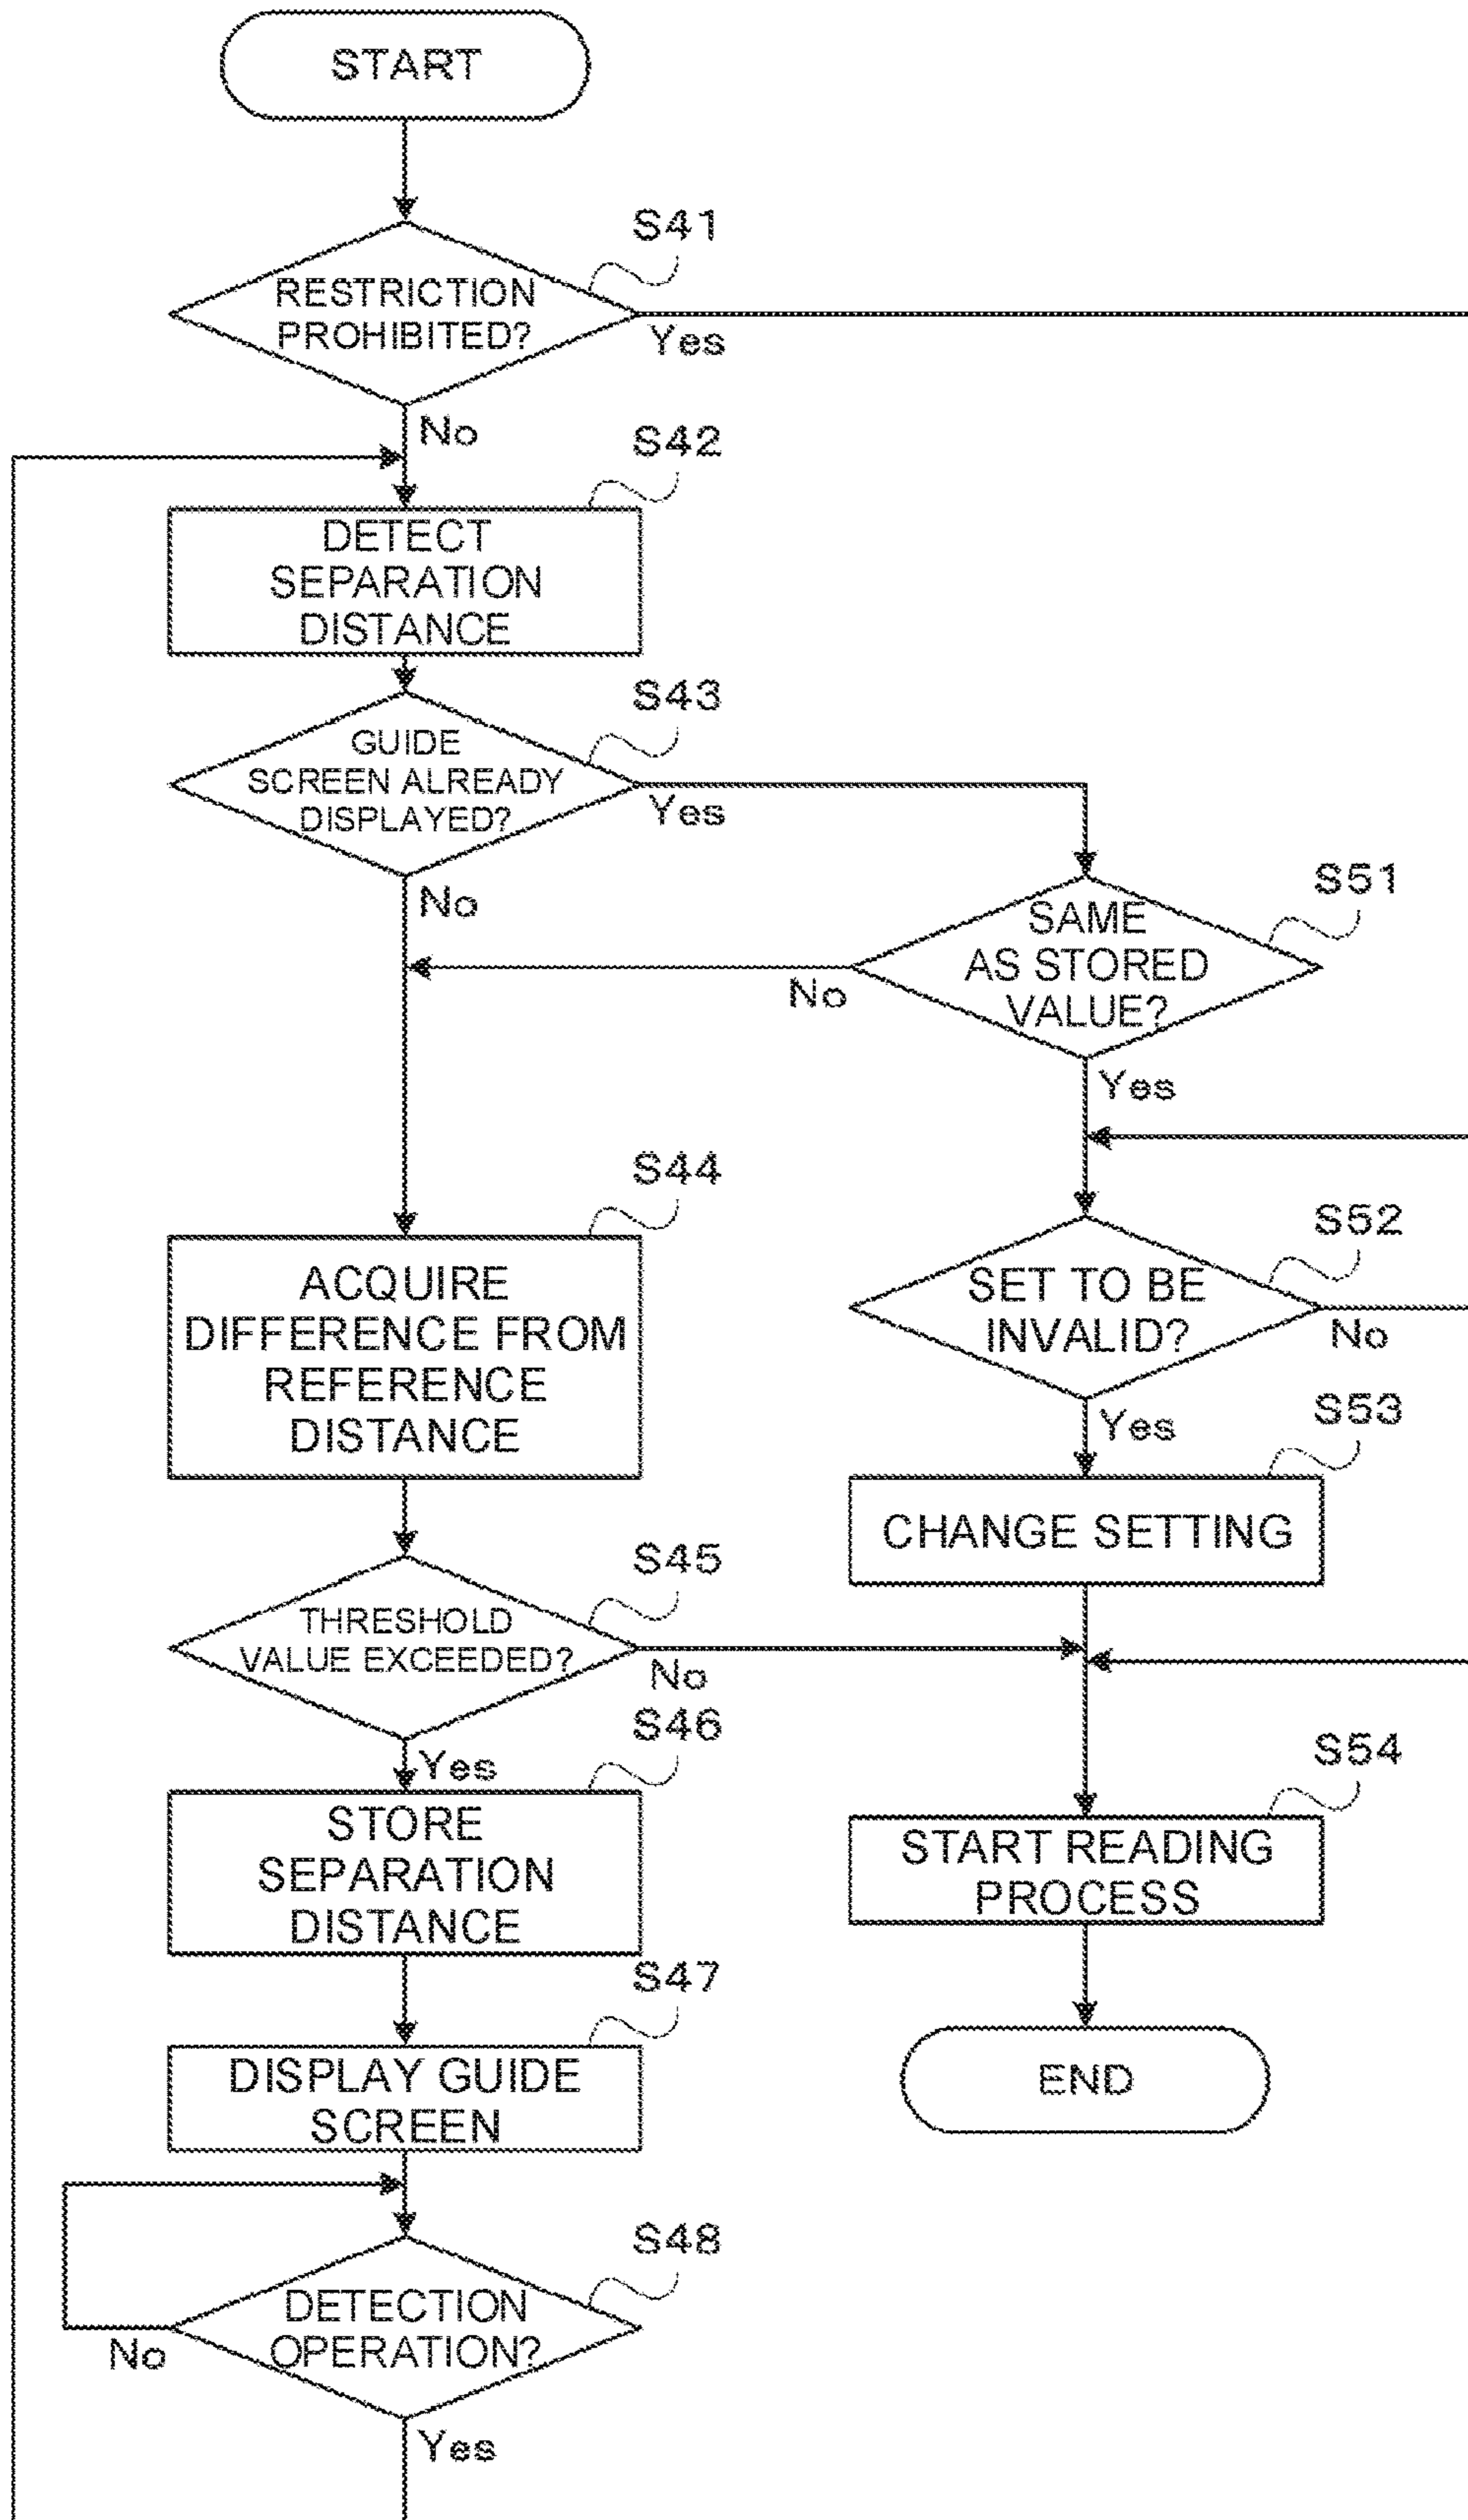 START
S41
RESTRICTION
PROHIBITED?
Yes
No
S42
DETECT
SEPARATION
DISTANCE
S43
GUIDE
SCREEN ALREADY
DISPLAYED?
Yes
No
S51
SAME
AS STORED
VALUE?
No
Yes
S44
ACQUIRE
DIFFERENCE FROM
REFERENCE
DISTANCE
S52
SET TO BE
INVALID?
No
Yes
S53
CHANGE SETTING
S45
THRESHOLD
VALUE EXCEEDED?
No
Yes
S46
STORE
SEPARATION
DISTANCE
S54
START READING
PROCESS
S47
DISPLAY GUIDE
SCREEN
END
S48
DETECTION
OPERATION?
No
Yes